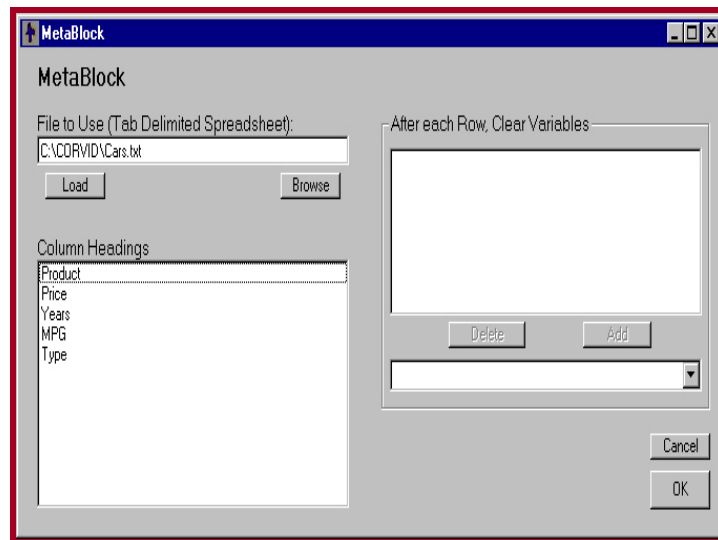 MetaBlock
MetaBlock
File to Use (Tab Delimited Spreadsheet):
C:\CORVID\Cars.txt
Load
Browse
Column Headings
Product
Price
Years
MPG
Type
After each Row, Clear Variables
Delete
Add
Cancel
OK